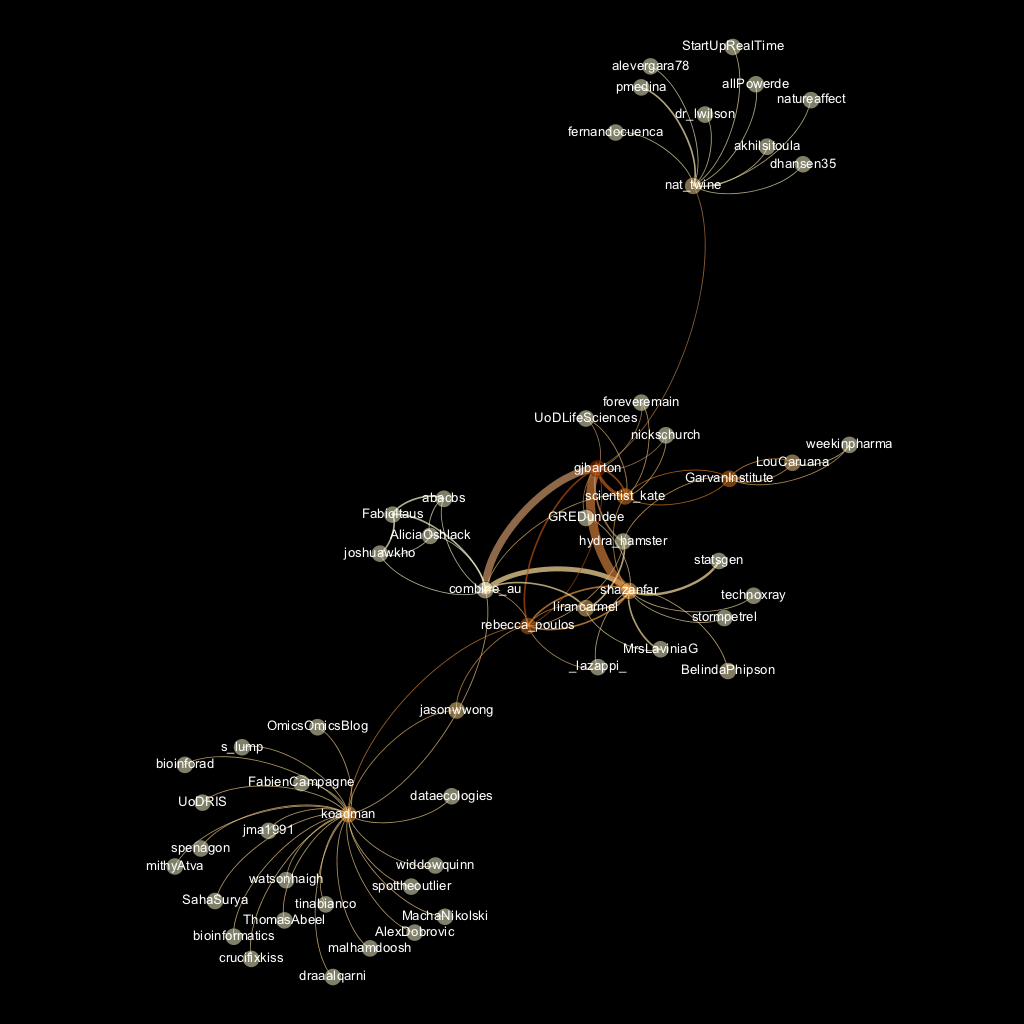 StartUpRealTime
alevergara78
allPowerde
pmedina
natureaffect
dr_lwilson
fernandocuenca
akhilsitoula
dhansen35
nat_twine
foreveremain
UoDLifeSciences
nickschurch
weekinpharma
LouCaruana
gjbarton
GarvanInstitute
scientist_kate
abacbs
FabioItaus
GREDundee
AliciaOshlack
hydra_hamster
joshuawkho
statsgen
combine_au
shazanfar
technoxray
lirancarmel
stormpetrel
rebecca_poulos
MrsLaviniaG
_lazappi_
BelindaPhipson
jasonwwong
OmicsOmicsBlog
s_lump
bioinforad
FabienCampagne
dataecologies
UoDRIS
koadman
jma1991
spenagon
mithyAtva
widdowquinn
watsonhaigh
spottheoutlier
SahaSurya
tinabianco
MachaNikolski
ThomasAbeel
AlexDobrovic
bioinformatics
malhamdoosh
crucifixkiss
draaalqarni